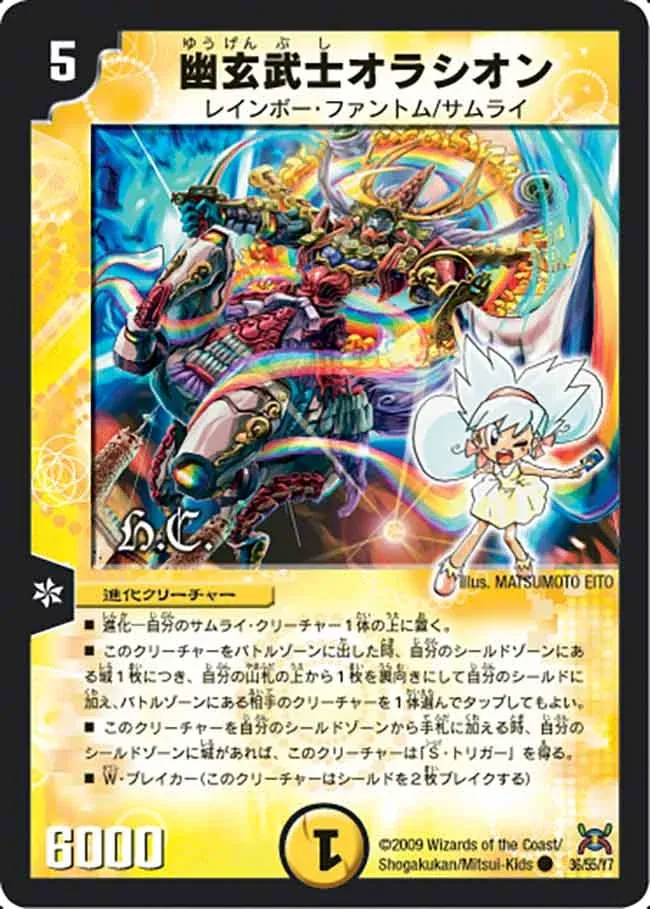 5
ゆうげんぶし
幽玄武士オラシオン
レインボー・ファントム/サムライ
H.C.
illus. MATSUMOTO EITO
進化クリーチャー
■ 進化―自分のサムライ・クリーチャー1体の上に置く。
■ このクリーチャーをバトルゾーンに出した時、自分のシールドゾーンにあ
る城1枚につき、自分の山札の上から1枚を裏向きにして自分のシールドに
加え、バトルゾーンにある相手のクリーチャーを1体選んでタップしてもよい。
■ このクリーチャーを自分のシールドゾーンから手札に加える時、自分の
シールドゾーンに城があれば、このクリーチャーは「S・トリガー」を得る。
■ W・ブレイカー(このクリーチャーはシールドを2枚ブレイクする)
6000
1
©2009 Wizards of the Coast/
Shogakukan/Mitsui-Kids
36/55/Y7